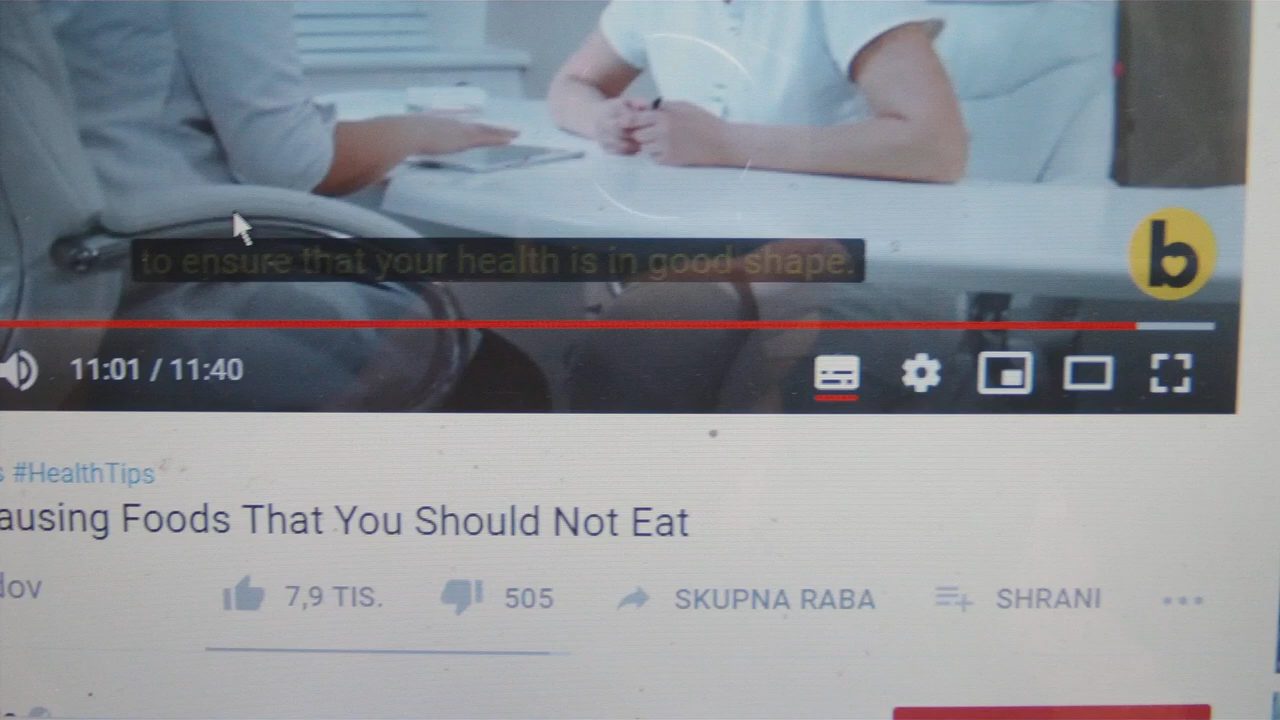 to ensure that your health is in good shape.
b
11:01 / 11:40
#HealthTips
ausing Foods That You Should Not Eat
7,9 TIS. 505 SKUPNA RABA SHRANI